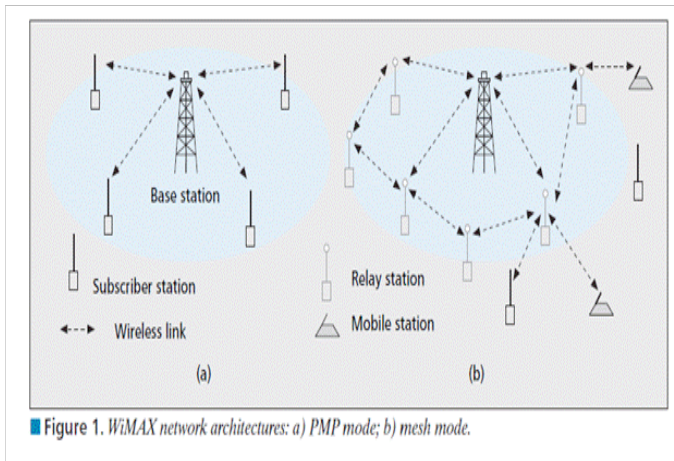 Base station
Subscriber station
Wireless link
Relay station
Mobile station
(a)
(b)
Figure 1. WiMAX network architectures: a) PMP mode; b) mesh mode.